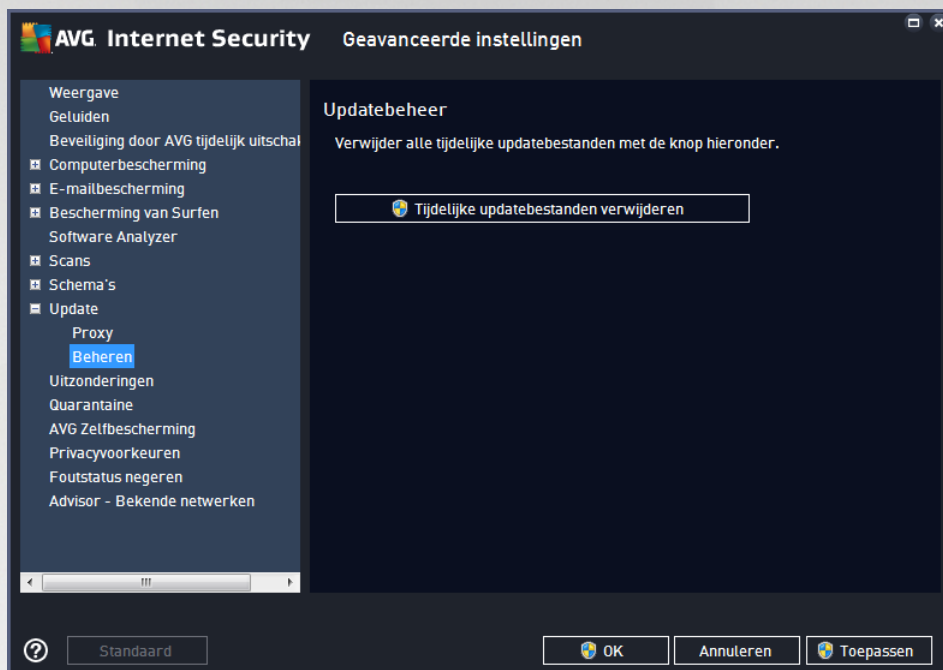 AVG Internet Security Geavanceerde instellingen
Weergave
Geluiden
Beveiliging door AVG tijdelijk uitschak
Computerbescherming
E-mailbescherming
Bescherming van Surfen
Software Analyzer
Scans
Schema's
Update
Proxy
Beheren
Uitzonderingen
Quarantaine
AVG Zelfbescherming
Privacyvoorkeuren
Foutstatus negeren
Advisor - Bekende netwerken
Updatebeheer
Verwijder alle tijdelijke updatebestanden met de knop hieronder.
Tijdelijke updatebestanden verwijderen
Standaard
OK
Annuleren
Toepassen